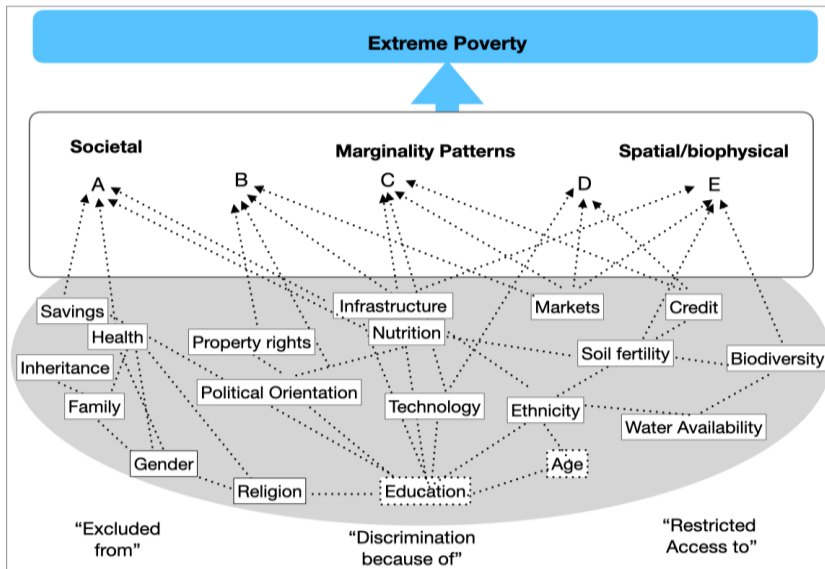 Extreme Poverty
Societal
Marginality Patterns
Spatial/biophysical
A
B
C
D
E
Savings
Infrastructure
Markets
Credit
Health
Property rights
Nutrition
Soil fertility
Biodiversity
Inheritance
Family
Political Orientation
Technology
Ethnicity
Water Availability
Gender
Religion
Education
Age
“Excluded
from”
“Discrimination
because of”
“Restricted
Access to”